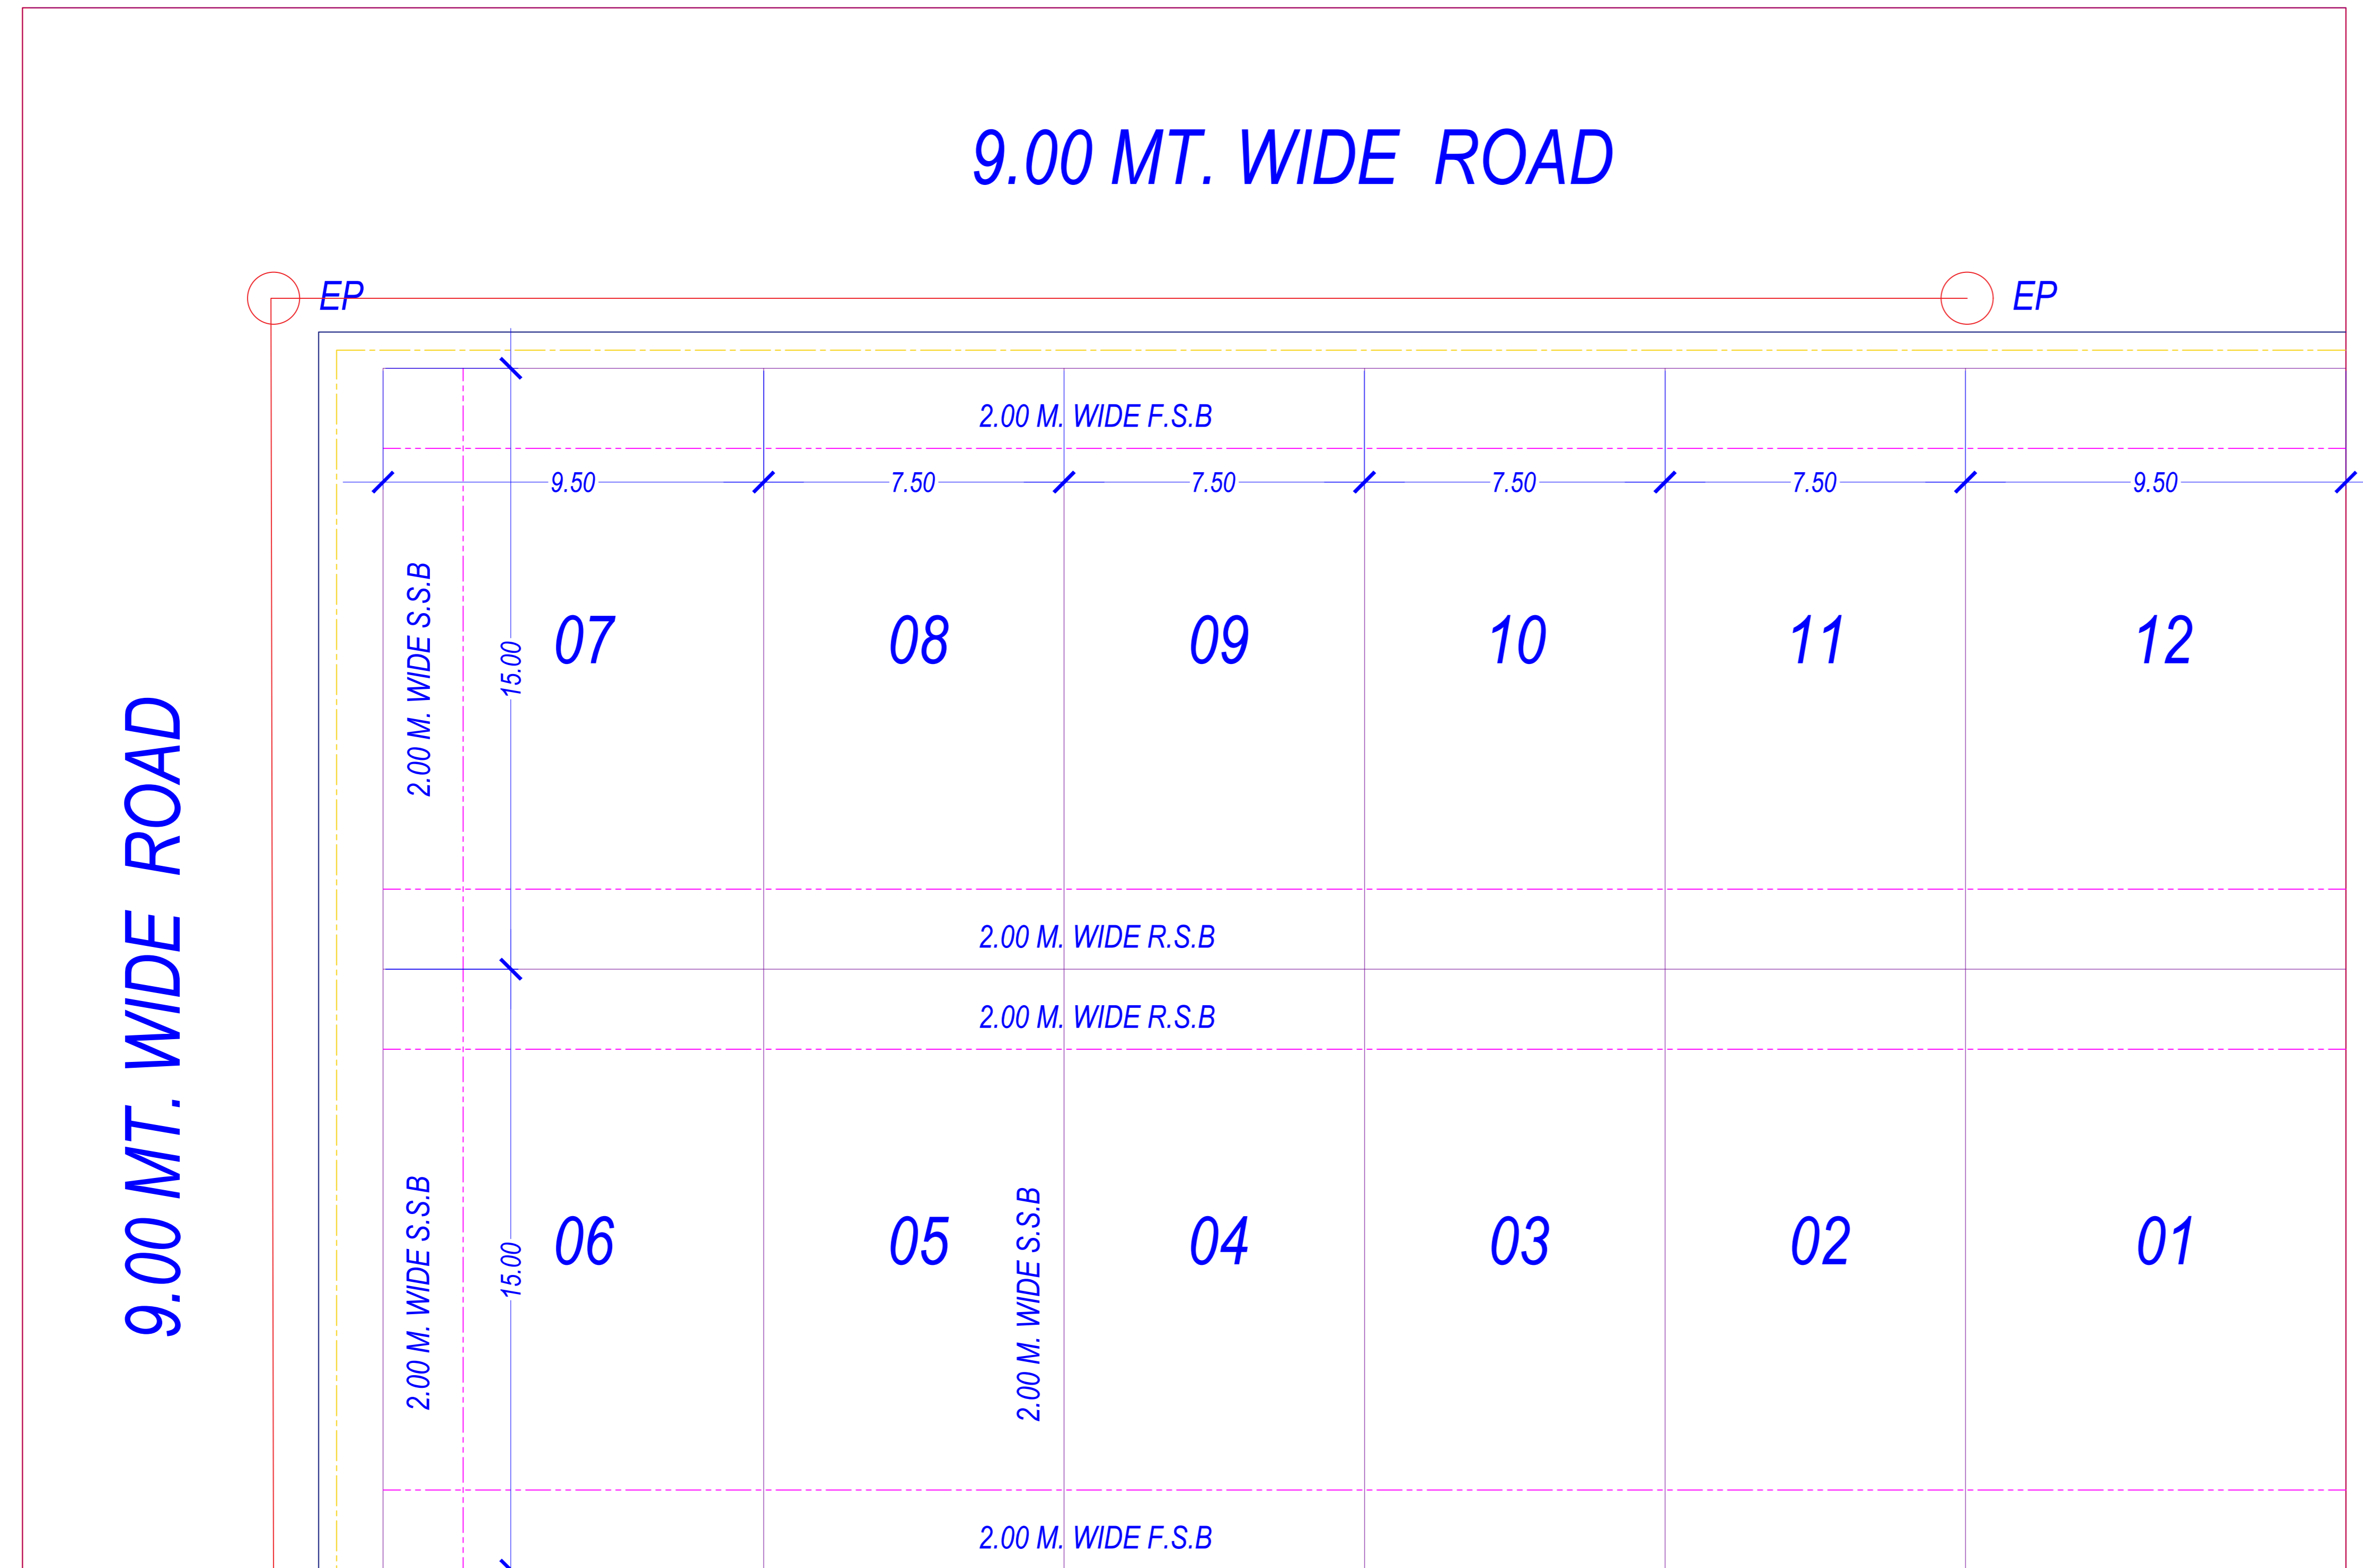 9.00 MT. WIDE ROAD
EP
EP
2.00 M. WIDE F.S.B
9.50
7.50
7.50
7.50
7.50
9.50
2.00 M. WIDE S.S.B
15.00
07
08
09
10
11
12
9.000 MT. WIDE ROAD
2.00 M. WIDE R.S.B
2.00 M. WIDE R.S.B
2.00 M. WIDE S.S.B
15.00
06
05
2.00 M. WIDE S.S.B
04
03
02
01
2.00 M. WIDE F.S.B